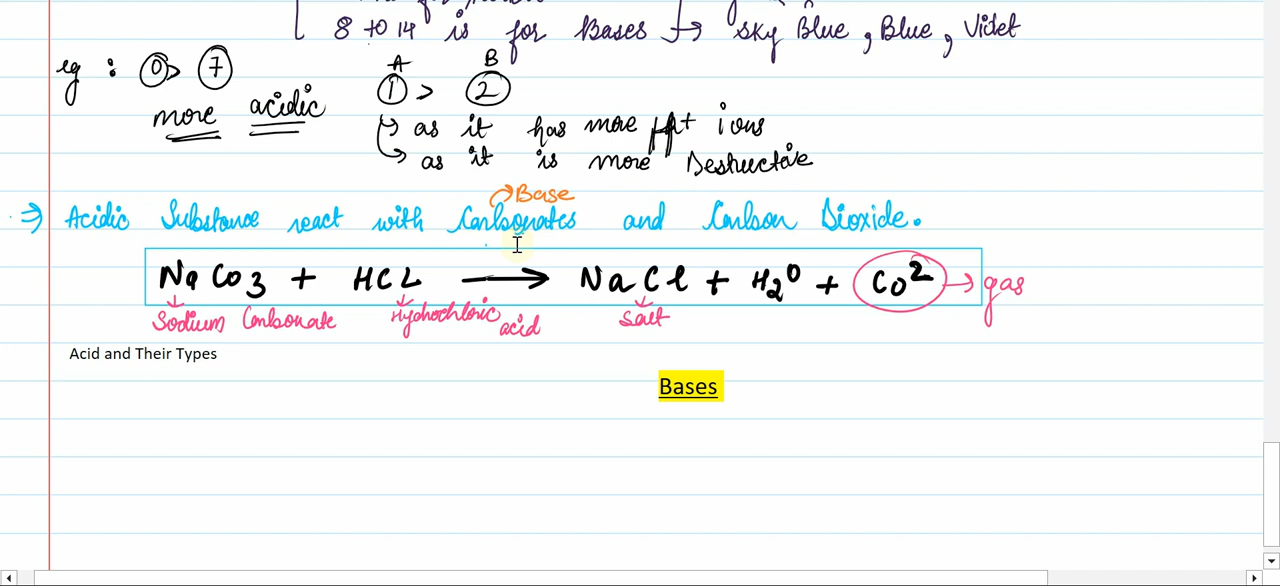 8 to 14 is for Bases → Sky Blue, Blue, Violet
eg : 0 > 7
more acidic
A B
1 > 2
as it has more H+ ions
as it is more Destructive
Base
⇒ Acidic Substance react with Carbonates and Carbon Dioxide.
NaCo3 + HCL → NaCl + H2O + Co2 → gas
Sodium Carbonate Hydrochloric acid Salt
Acid and Their Types
Bases